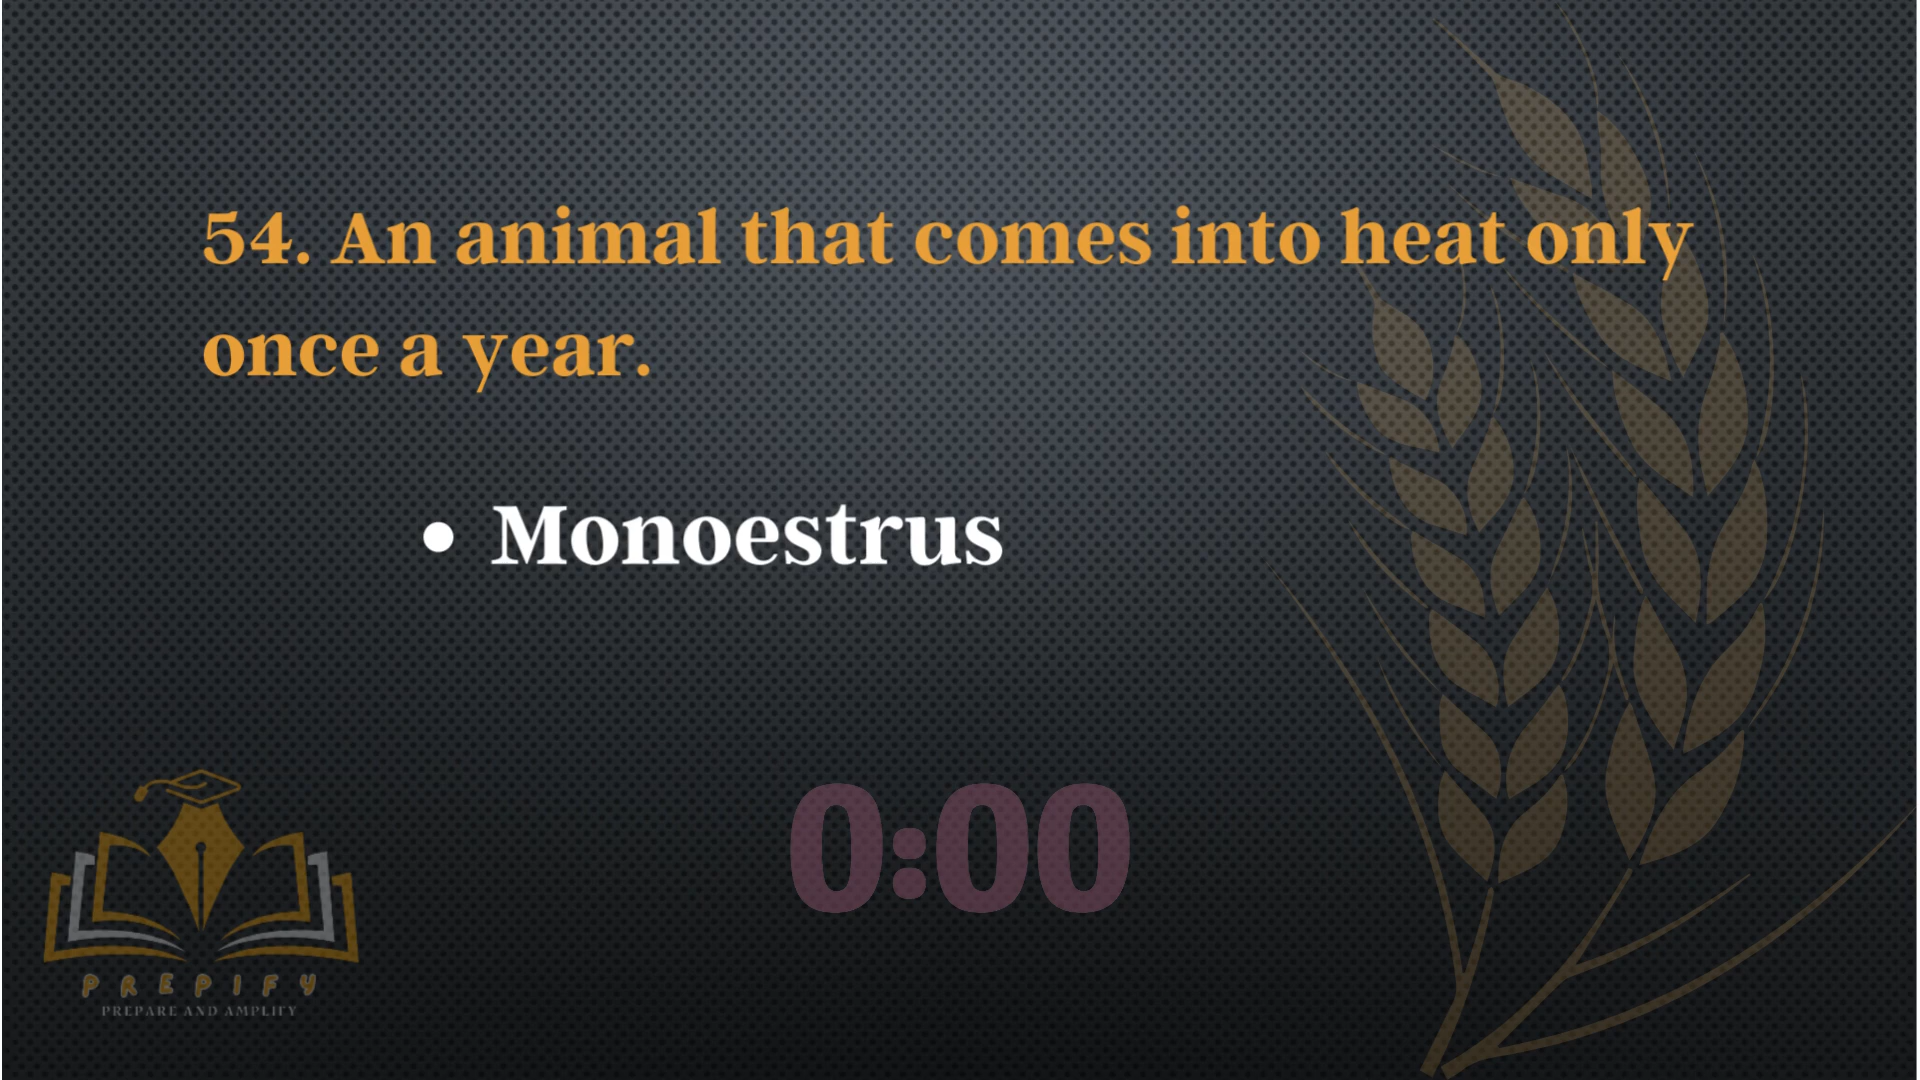 54. An animal that comes into heat only
once a year.
• Monoestrus
0:00
PREPIFY
PREPARE AND AMPLIFY